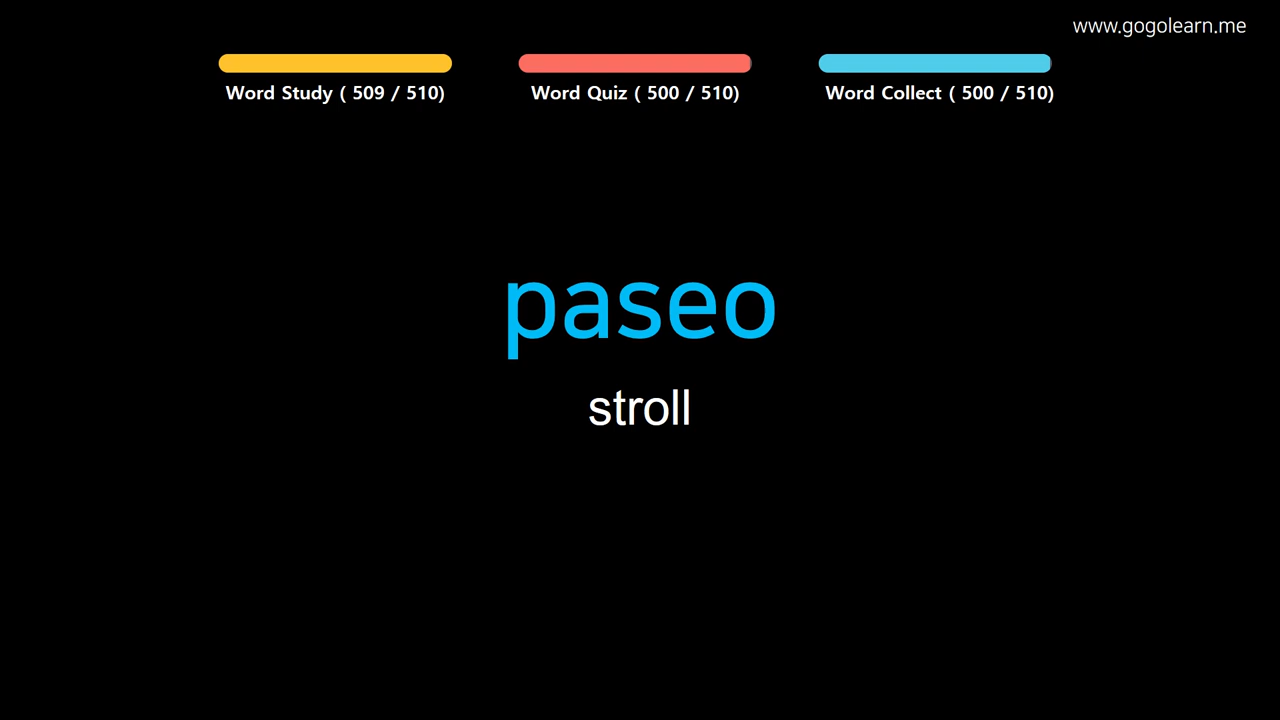 www.gogolearn.me
Word Study ( 509 / 510)
Word Quiz ( 500 / 510)
Word Collect ( 500 / 510)
paseo
stroll